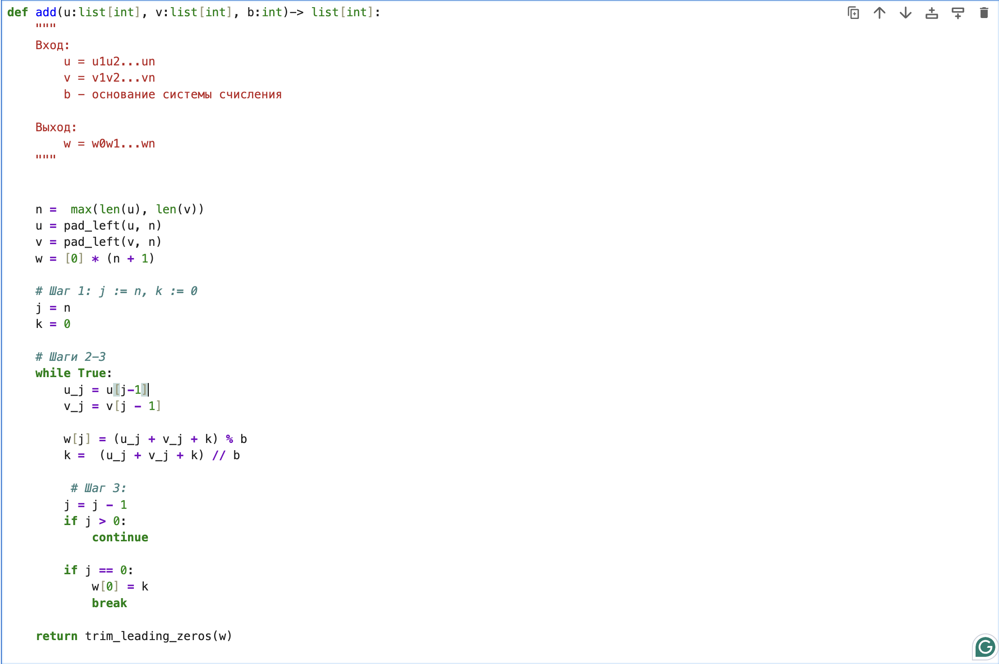 def add(u:list[int], v:list[int], b:int)-> list[int]:
    """
    Вход:
        u = u1u2...un
        v = v1v2...vn
        b - основание системы счисления
    Выход:
        w = w0w1...wn
    """
    n =  max(len(u), len(v))
    u = pad_left(u, n)
    v = pad_left(v, n)
    w = [0] * (n + 1)
    # Шаг 1: j := n, k := 0
    j = n
    k = 0
    # Шаги 2-3
    while True:
        u_j = u[j-1]
        v_j = v[j - 1]
        w[j] = (u_j + v_j + k) % b
        k =  (u_j + v_j + k) // b
         # Шаг 3:
        j = j - 1
        if j > 0:
            continue
        if j == 0:
            w[0] = k
            break
    return trim_leading_zeros(w)